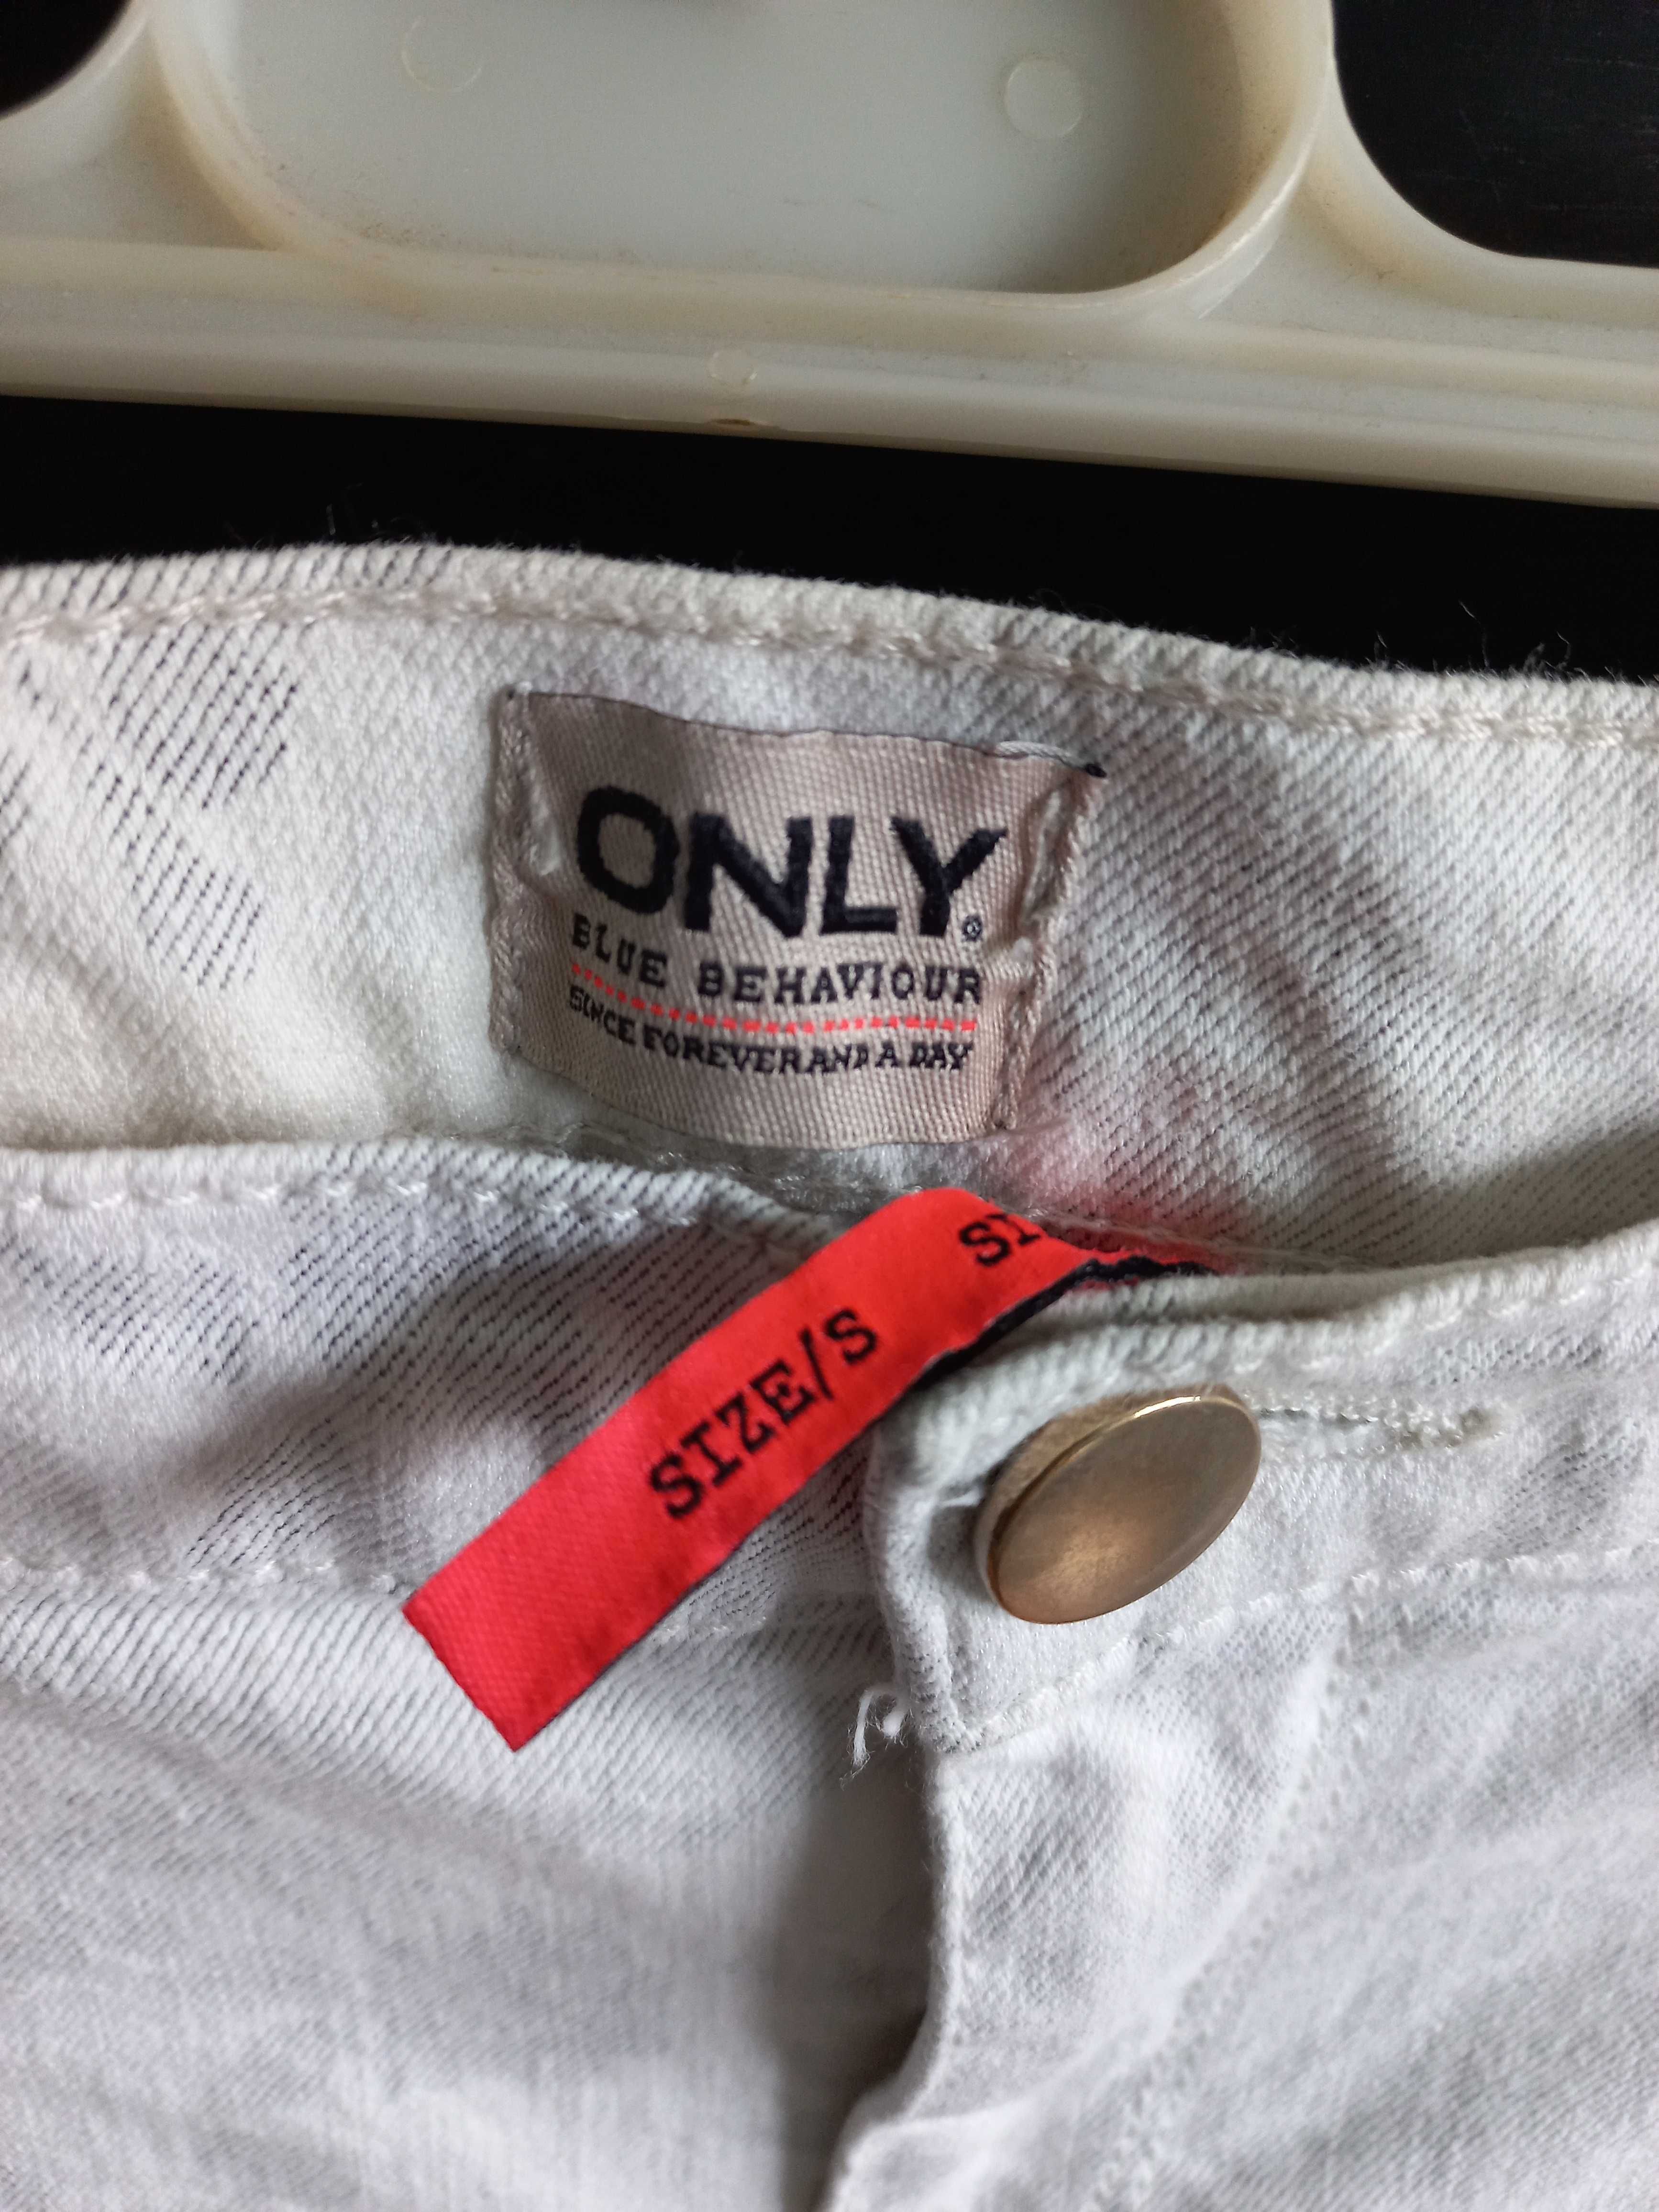 ONLY®
BLUE BEHAVIOUR
SINCE FOREVER AND A DAY
SIZE/S